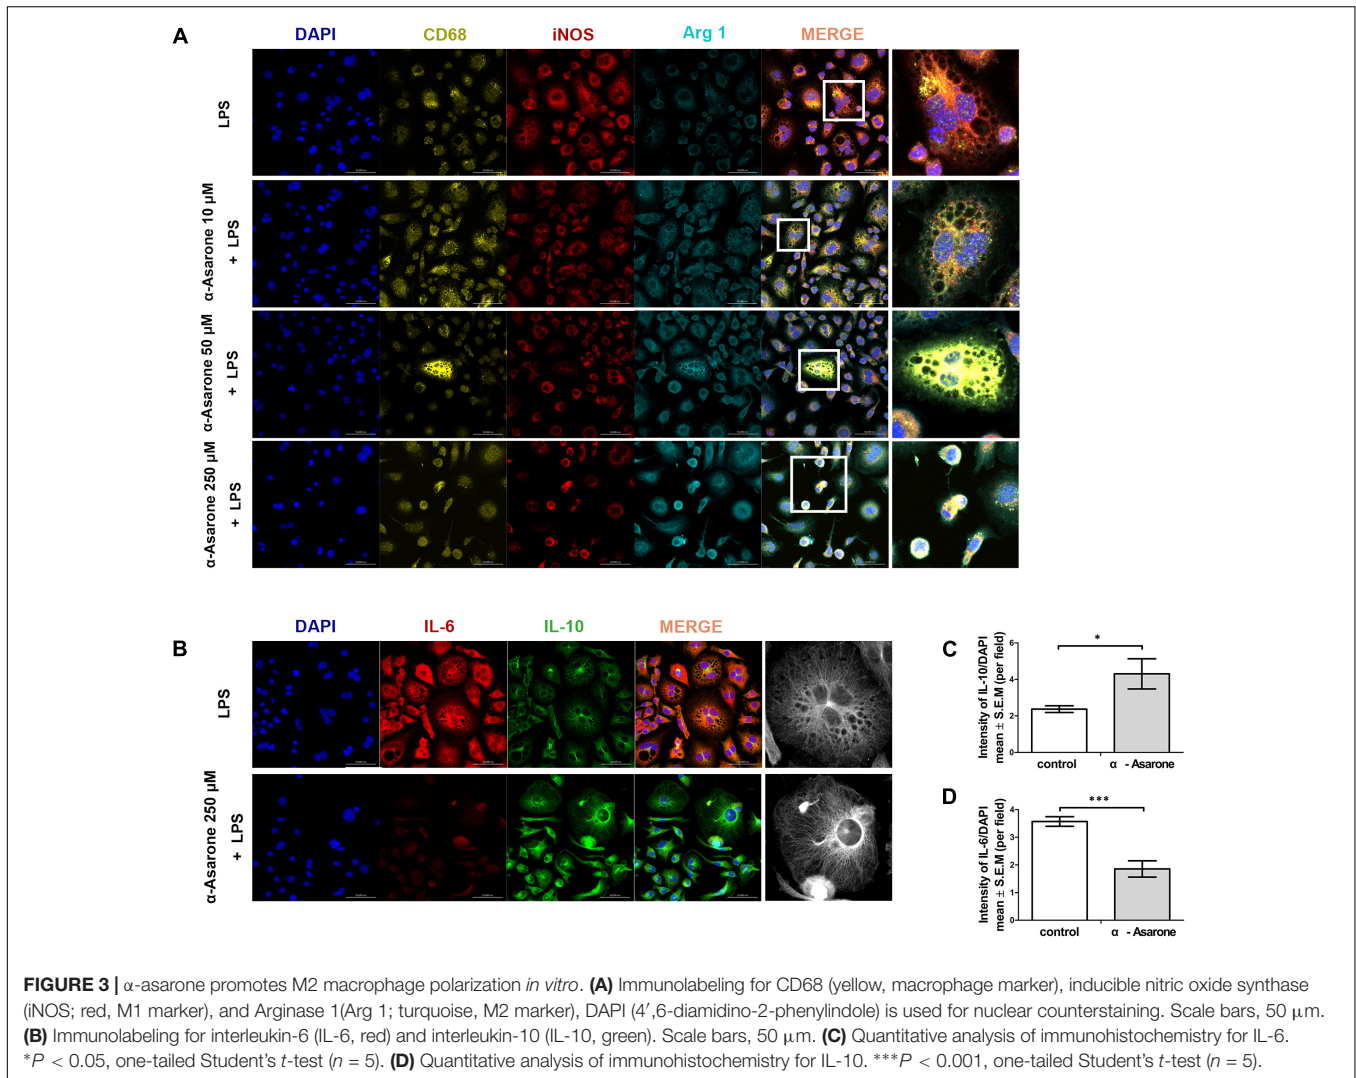 A
DAPI CD68 iNOS Arg 1 MERGE
LPS
α-Asarone 10 µM
+ LPS
α-Asarone 50 µM
+ LPS
α-Asarone 250 µM
+ LPS
B
DAPI IL-6 IL-10 MERGE
LPS
α-Asarone 250 µM
+ LPS
C
Intensity of IL-10/DAPI
mean ± S.E.M (per field)
6
4
2
0
*
control α - Asarone
D
Intensity of IL-6/DAPI
mean ± S.E.M (per field)
4
3
2
1
0
***
control α - Asarone
FIGURE 3 | α-asarone promotes M2 macrophage polarization in vitro. (A) Immunolabeling for CD68 (yellow, macrophage marker), inducible nitric oxide synthase
(iNOS; red, M1 marker), and Arginase 1(Arg 1; turquoise, M2 marker), DAPI (4′,6-diamidino-2-phenylindole) is used for nuclear counterstaining. Scale bars, 50 µm.
(B) Immunolabeling for interleukin-6 (IL-6, red) and interleukin-10 (IL-10, green). Scale bars, 50 µm. (C) Quantitative analysis of immunohistochemistry for IL-6.
*P < 0.05, one-tailed Student's t-test (n = 5). (D) Quantitative analysis of immunohistochemistry for IL-10. ***P < 0.001, one-tailed Student's t-test (n = 5).